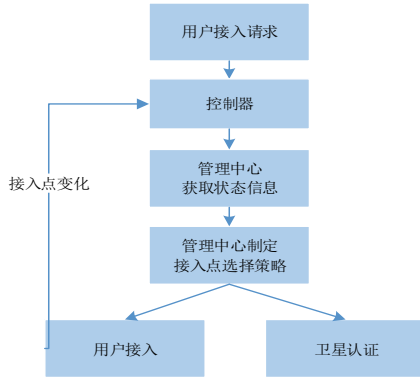 用户接入请求
控制器
管理中心
获取状态信息
接入点变化
管理中心制定
接入点选择策略
用户接入
卫星认证